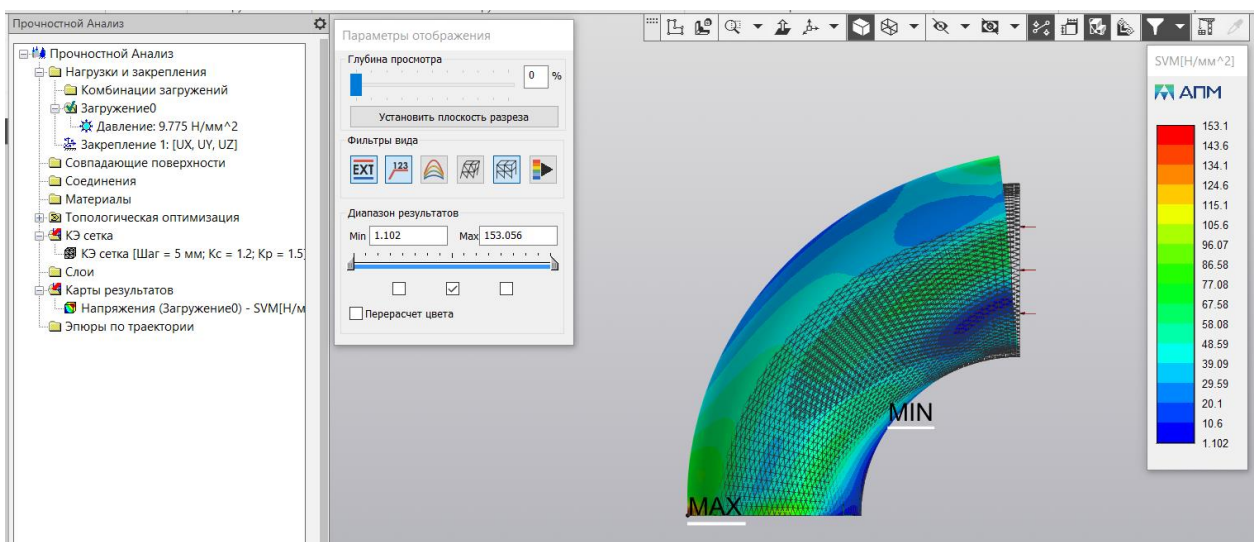 Прочностной Анализ
Прочностной Анализ
Нагрузки и закрепления
Комбинации загружений
Загружение0
Давление: 9.775 Н/мм^2
Закрепление 1: [UX, UY, UZ]
Совпадающие поверхности
Соединения
Материалы
Топологическая оптимизация
КЭ сетка
КЭ сетка [Шаг = 5 мм; Кс = 1.2; Кр = 1.5]
Слои
Карты результатов
Напряжения (Загружение0) - SVM[Н/м
Эпюры по траектории
Параметры отображения
Глубина просмотра
0 %
Установить плоскость разреза
Фильтры вида
EXT
123
Диапазон результатов
Min 1.102 Max 153.056
Перерасчет цвета
MIN
MAX
SVM[Н/мм^2]
АПМ
153.1
143.6
134.1
124.6
115.1
105.6
96.07
86.58
77.08
67.58
58.08
48.59
39.09
29.59
20.1
10.6
1.102